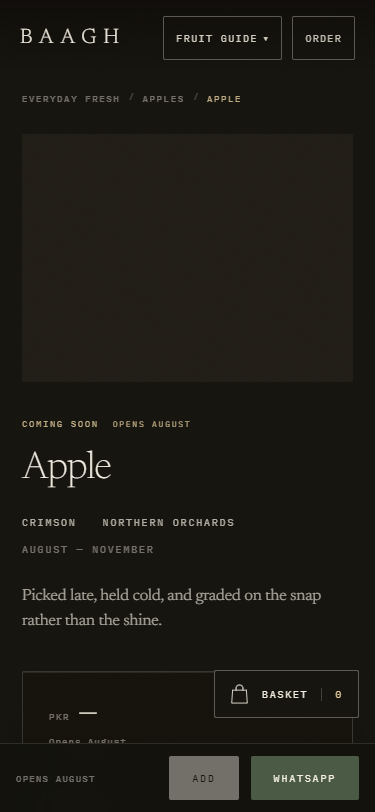 BAAGH
FRUIT GUIDE ▾
ORDER
EVERYDAY FRESH / APPLES / APPLE
COMING SOON OPENS AUGUST
Apple
CRIMSON NORTHERN ORCHARDS
AUGUST — NOVEMBER
Picked late, held cold, and graded on the snap
rather than the shine.
BASKET 0
PKR —
Opens August
OPENS AUGUST
ADD
WHATSAPP